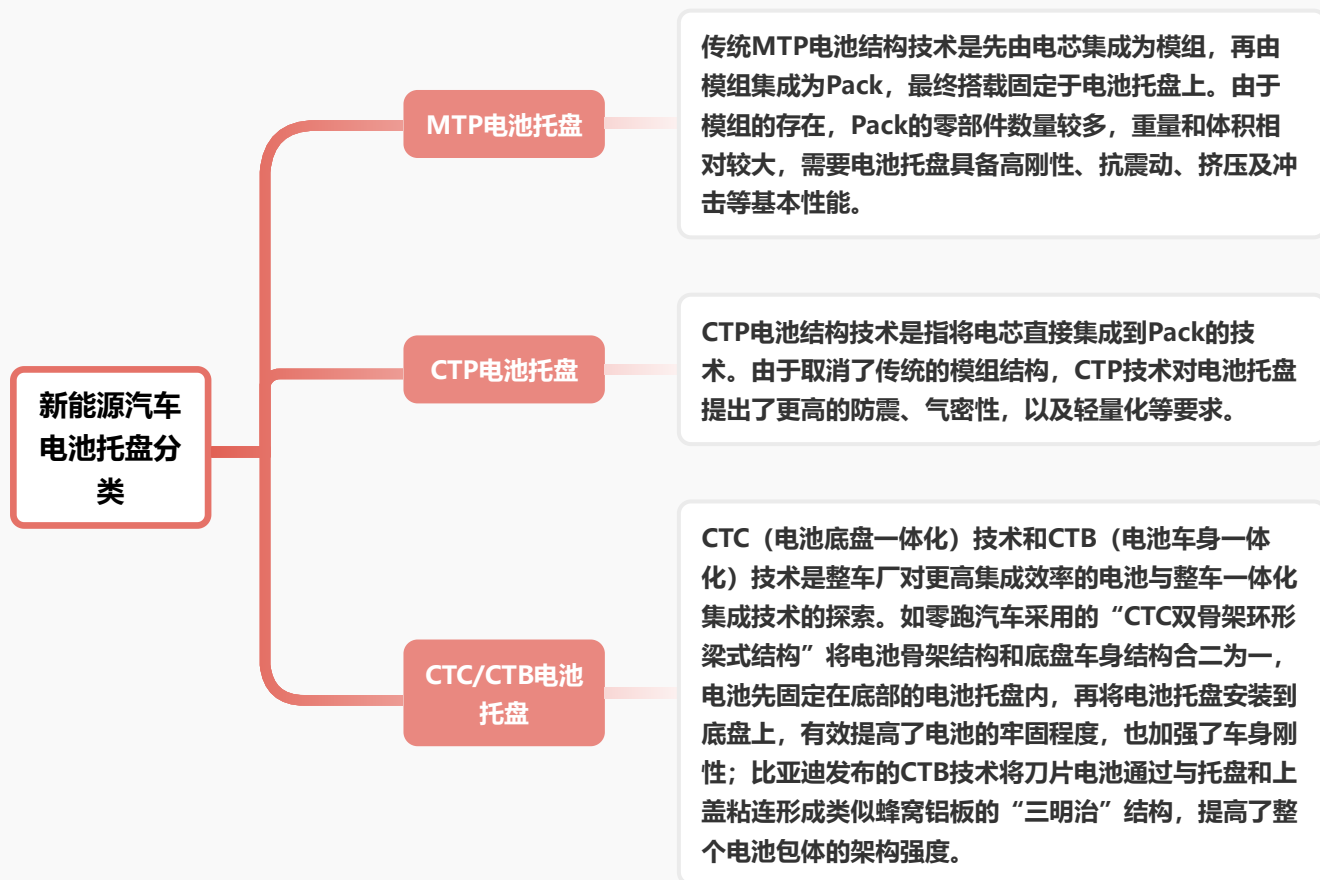 新能源汽车
电池托盘分
类
MTP电池托盘
传统MTP电池结构技术是先由电芯集成为模组，再由
模组集成为Pack，最终搭载固定于电池托盘上。由于
模组的存在，Pack的零部件数量较多，重量和体积相
对较大，需要电池托盘具备高刚性、抗震动、挤压及冲
击等基本性能。
CTP电池托盘
CTP电池结构技术是指将电芯直接集成到Pack的技
术。由于取消了传统的模组结构，CTP技术对电池托盘
提出了更高的防震、气密性，以及轻量化等要求。
CTC/CTB电池
托盘
CTC（电池底盘一体化）技术和CTB（电池车身一体
化）技术是整车厂对更高集成效率的电池与整车一体化
集成技术的探索。如零跑汽车采用的“CTC双骨架环形
梁式结构”将电池骨架结构和底盘车身结构合二为一，
电池先固定在底部的电池托盘内，再将电池托盘安装到
底盘上，有效提高了电池的牢固程度，也加强了车身刚
性；比亚迪发布的CTB技术将刀片电池通过与托盘和上
盖粘连形成类似蜂窝铝板的“三明治”结构，提高了整
个电池包体的架构强度。